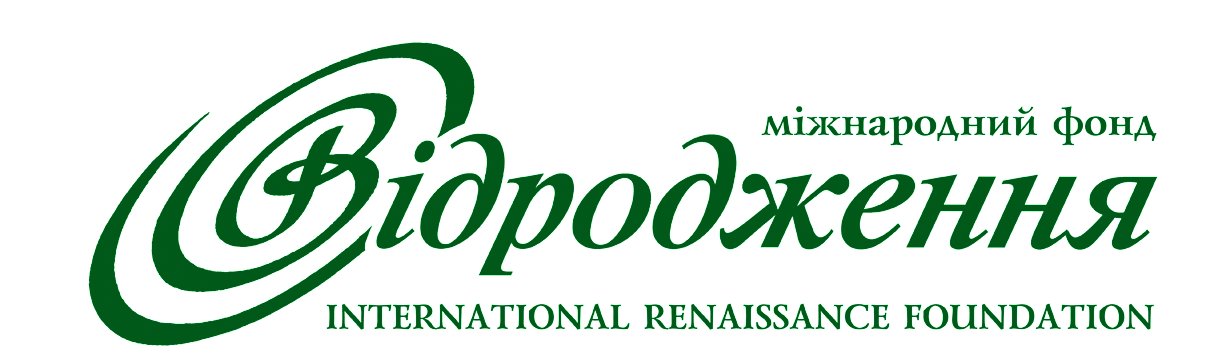 міжнародний фонд
Відродження
INTERNATIONAL RENAISSANCE FOUNDATION